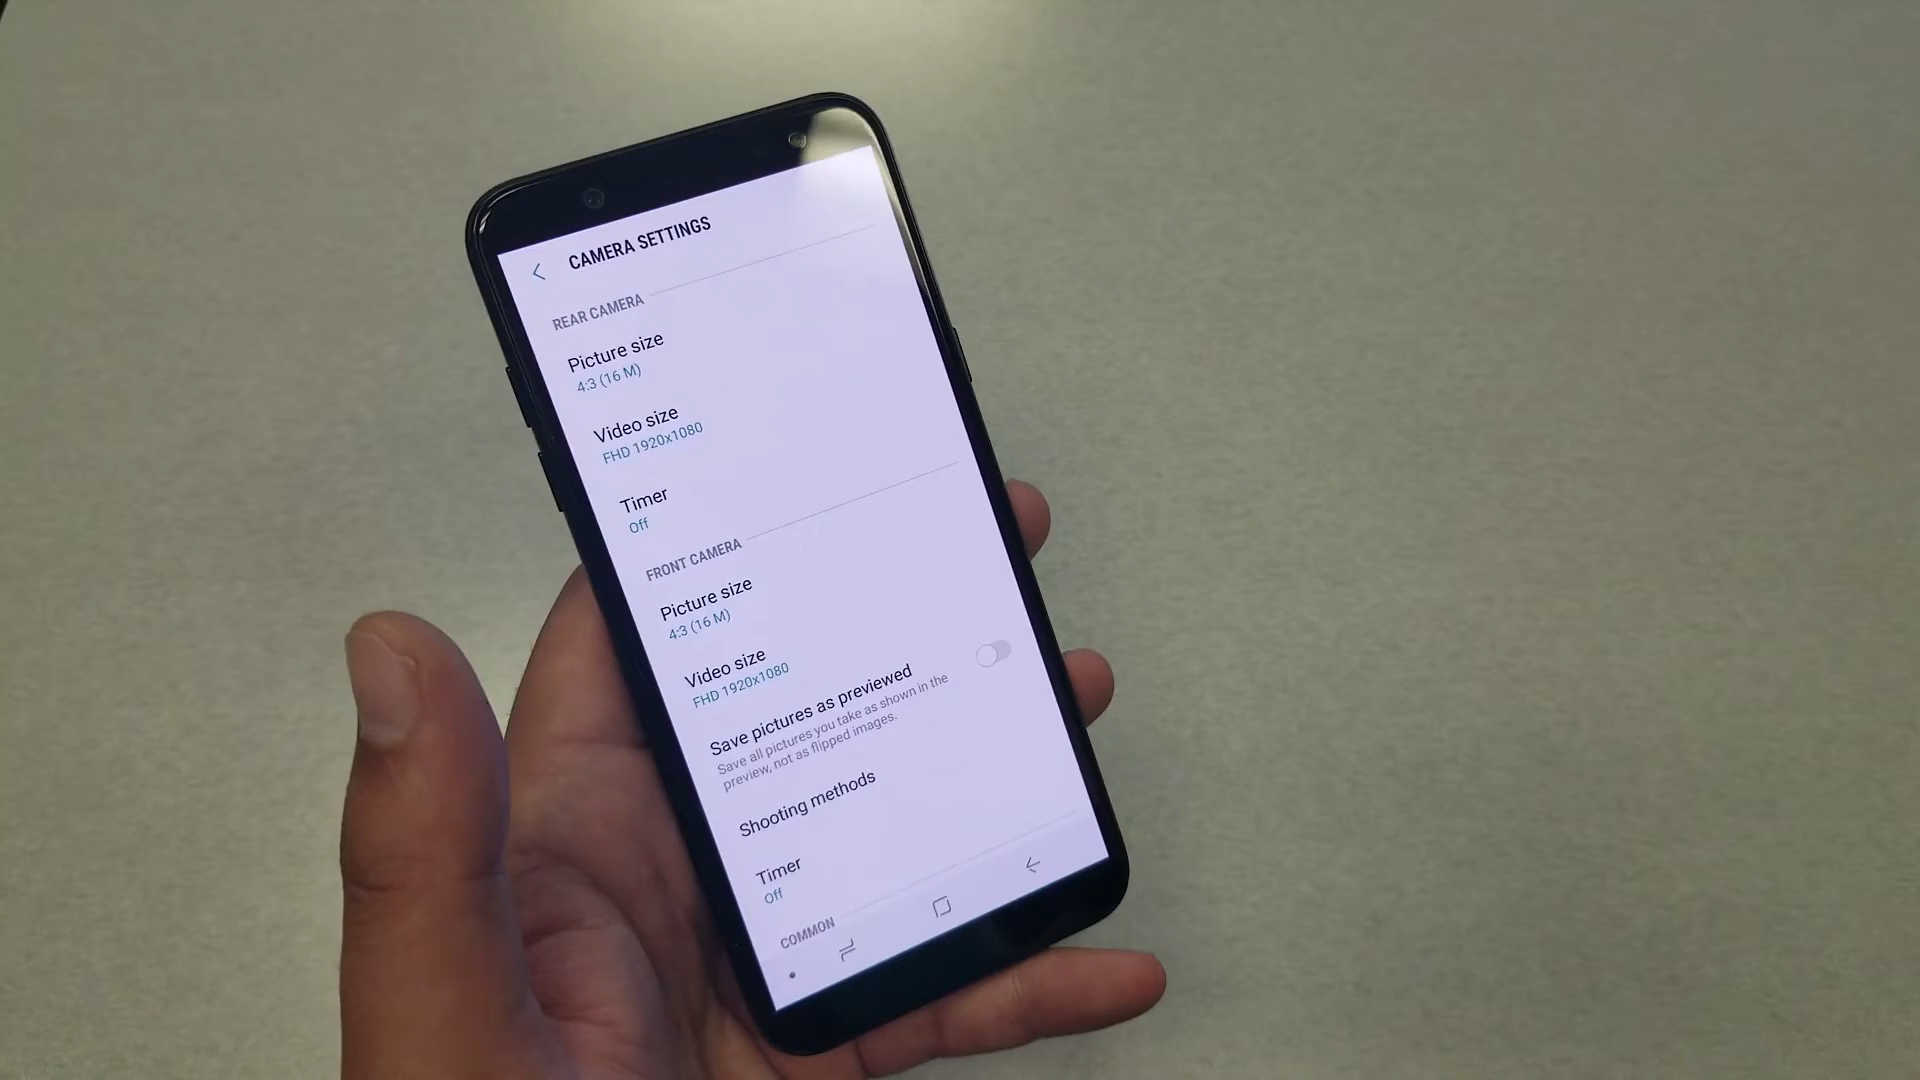 CAMERA SETTINGS
REAR CAMERA
Picture size
4:3 (16 M)
Video size
FHD 1920x1080
Timer
Off
FRONT CAMERA
Picture size
4:3 (16 M)
Video size
FHD 1920x1080
Save pictures as previewed
Save all pictures you take as shown in the
preview, not as flipped images.
Shooting methods
Timer
Off
COMMON